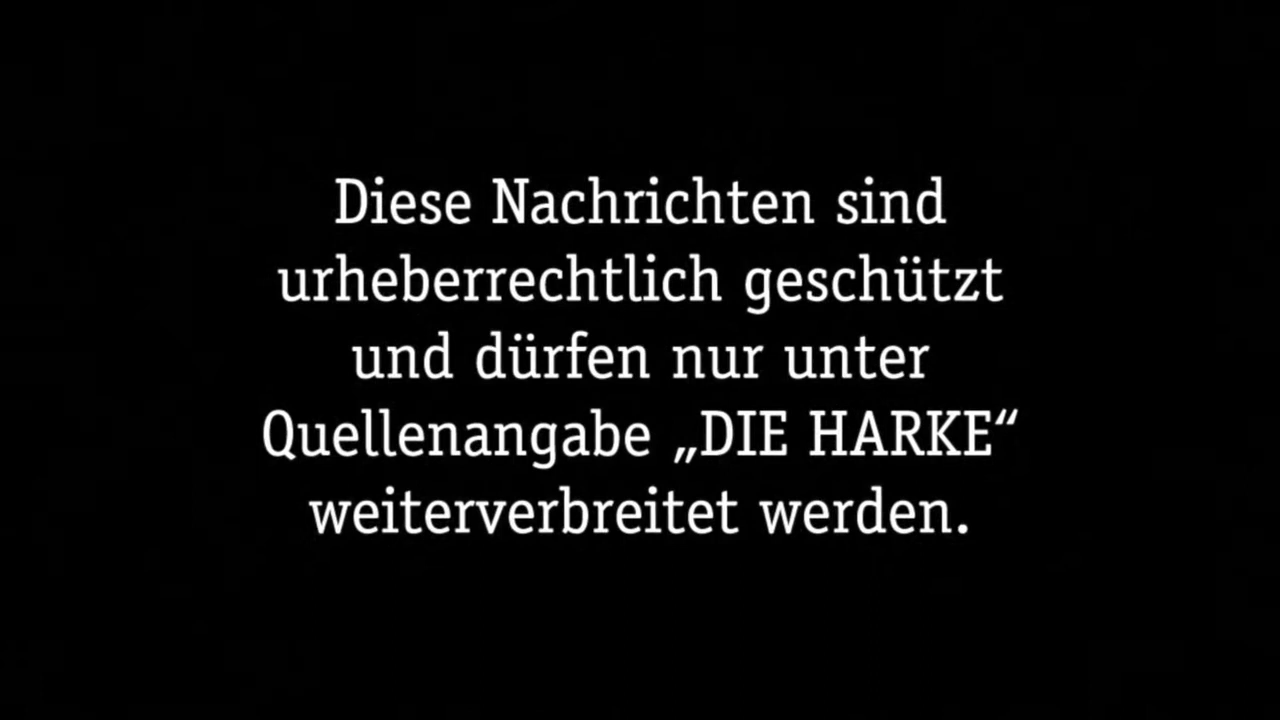 Diese Nachrichten sind
urheberrechtlich geschützt
und dürfen nur unter
Quellenangabe „DIE HARKE“
weiterverbreitet werden.